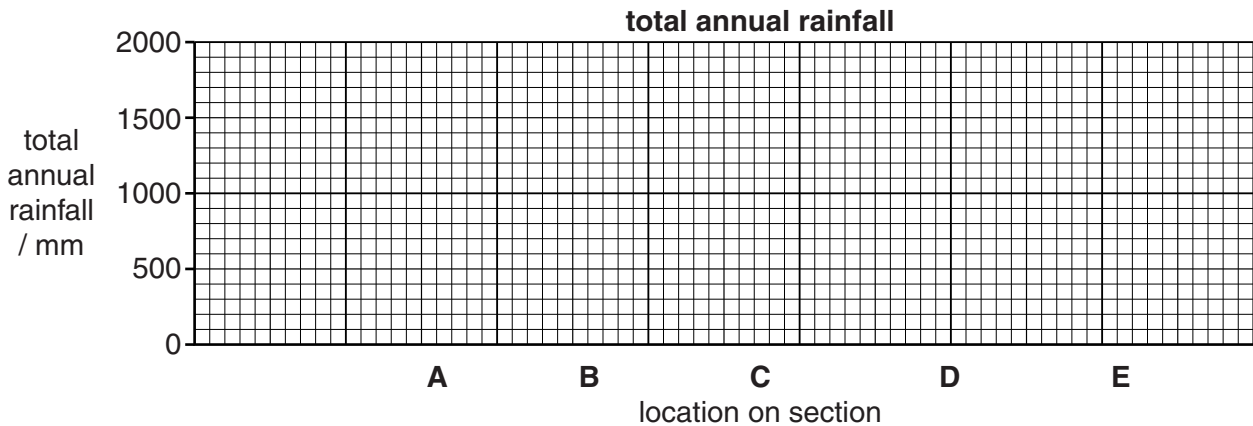 total annual rainfall
2000
1500
1000
500
0
total
annual
rainfall
/ mm
A B C D E
location on section